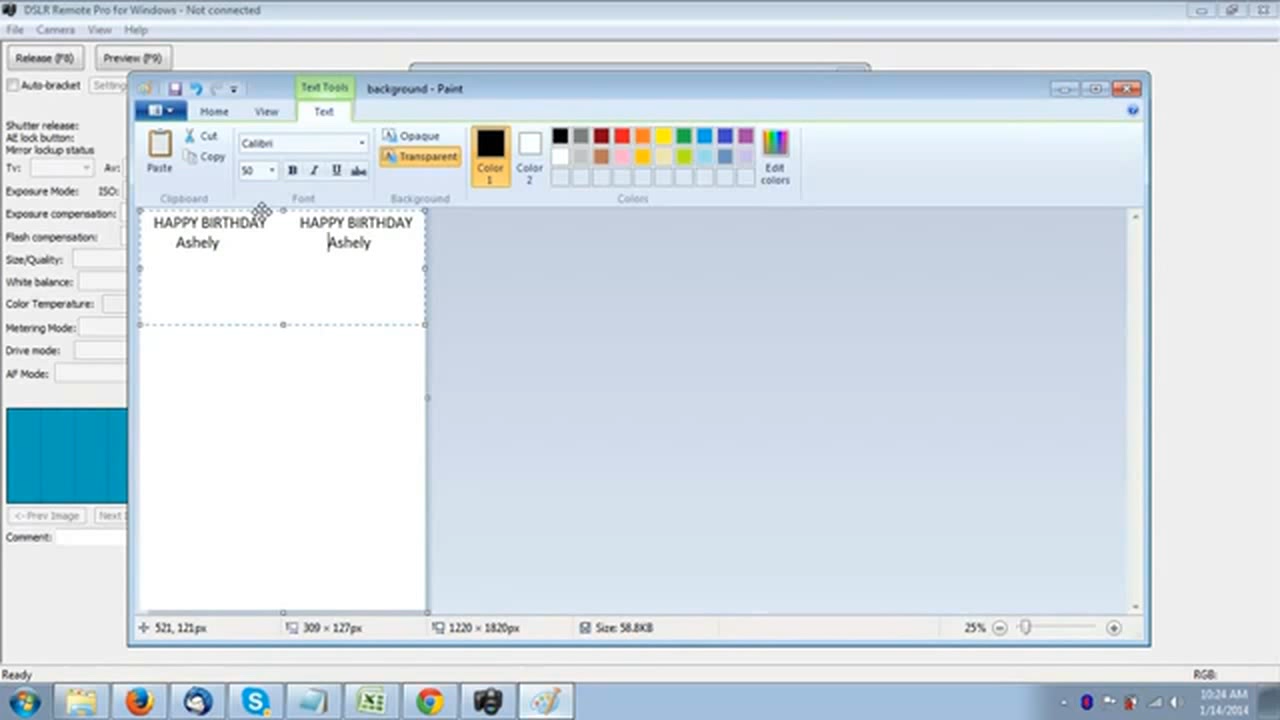 DSLR Remote Pro for Windows - Not connected
File Camera View Help
Release (F8) Preview (F9)
Auto-bracket
Shutter release:
AE lock button:
Mirror lockup status
Tv: Av:
Exposure Mode: ISO:
Exposure compensation:
Flash compensation:
Size/Quality:
White balance:
Color Temperature:
Metering Mode:
Drive mode:
AF Mode:
<- Prev Image Next
Comment:
Text Tools background - Paint
Home View Text
Paste Cut Copy
Clipboard
Calibri
50 B I U abc
Font
Opaque
Transparent
Background
Color 1 Color 2
Edit colors
Colors
HAPPY BIRTHDAY HAPPY BIRTHDAY
Ashely Ashely
521, 121px 309 × 127px 1220 × 1820px Size: 58.8KB 25%
Ready RGB:
10:24 AM
1/14/2014